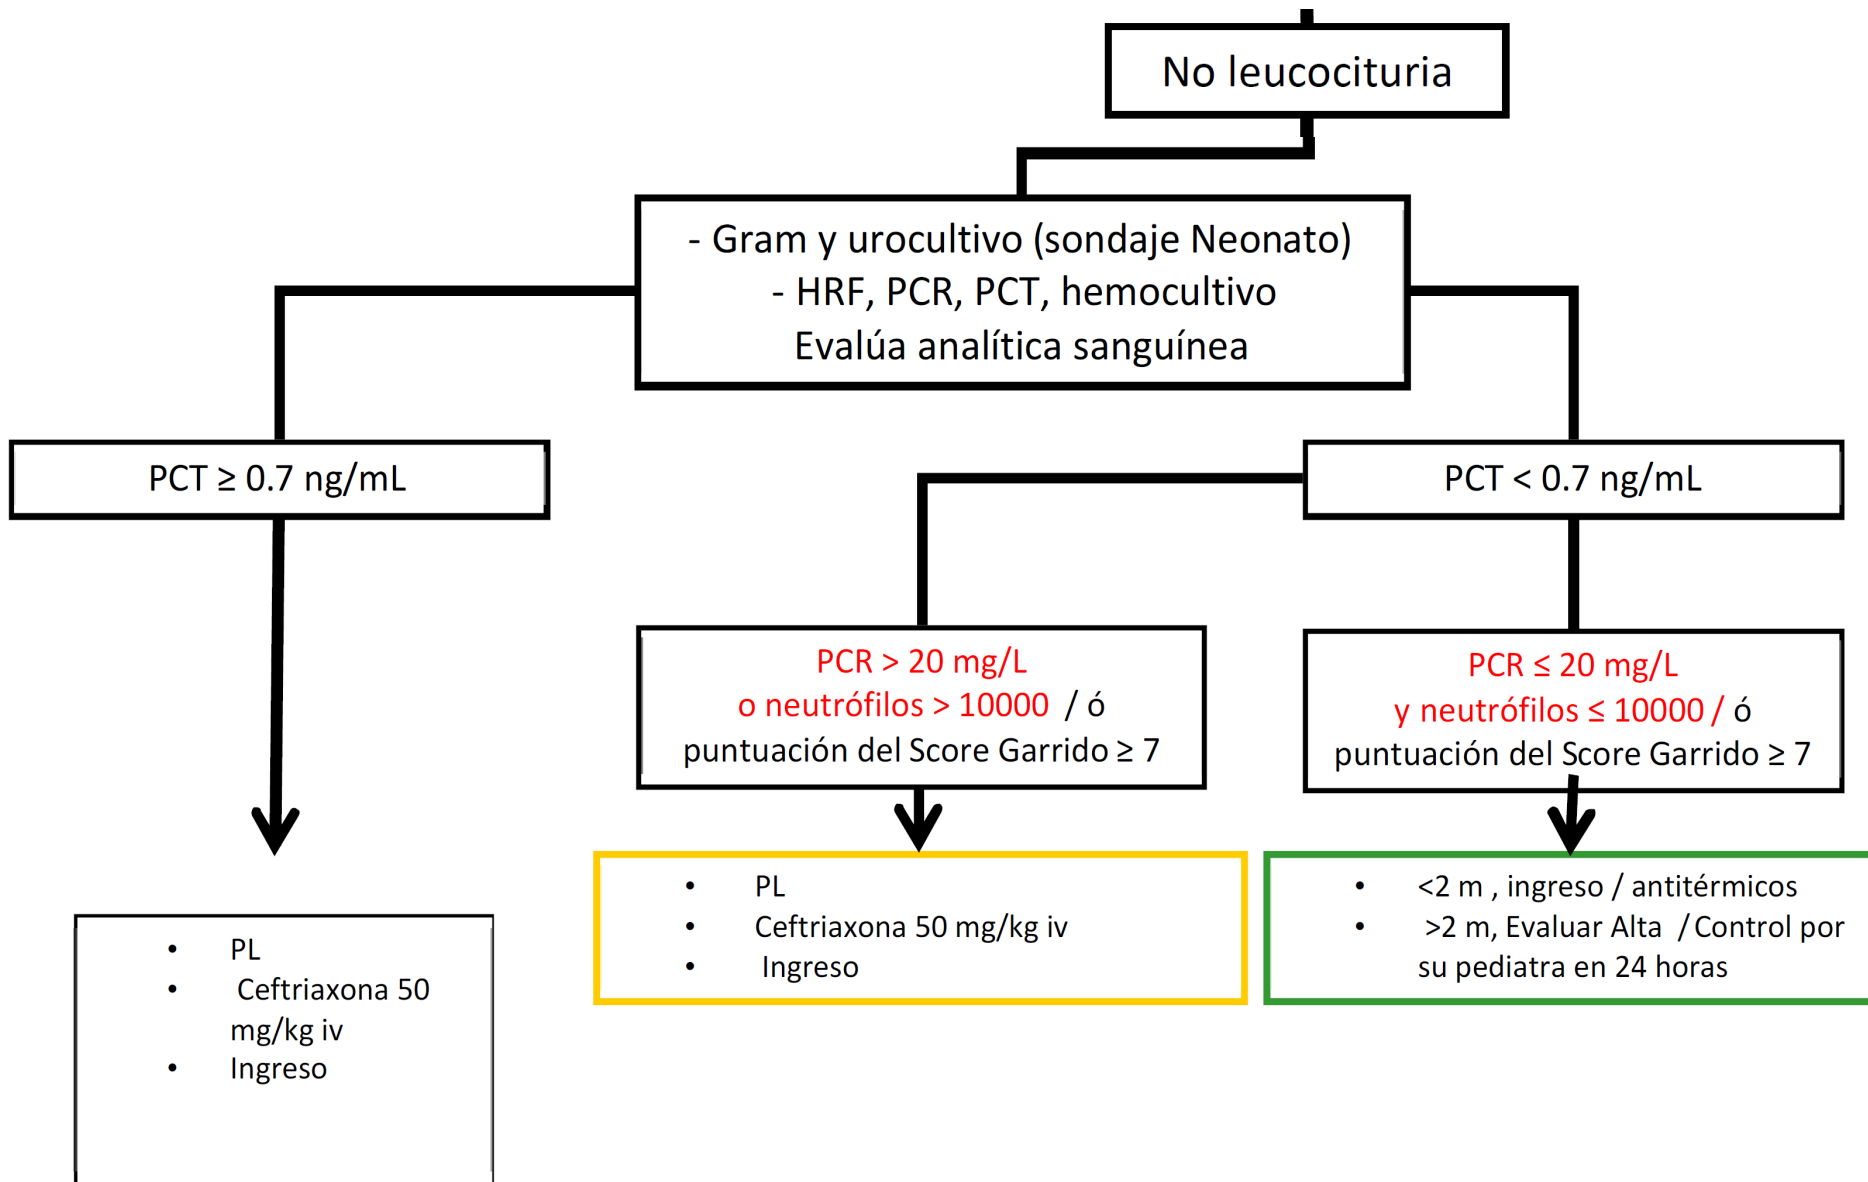 No leucocituria
- Gram y urocultivo (sondaje Neonato)
- HRF, PCR, PCT, hemocultivo
Evalúa analítica sanguínea
PCT ≥ 0.7 ng/mL
PCT < 0.7 ng/mL
PCR > 20 mg/L
o neutrófilos > 10000 / ó
puntuación del Score Garrido ≥ 7
PCR ≤ 20 mg/L
y neutrófilos ≤ 10000 / ó
puntuación del Score Garrido ≥ 7
• PL
• Ceftriaxona 50
mg/kg iv
• Ingreso
• PL
• Ceftriaxona 50 mg/kg iv
• Ingreso
• <2 m , ingreso / antitérmicos
• >2 m, Evaluar Alta / Control por
su pediatra en 24 horas